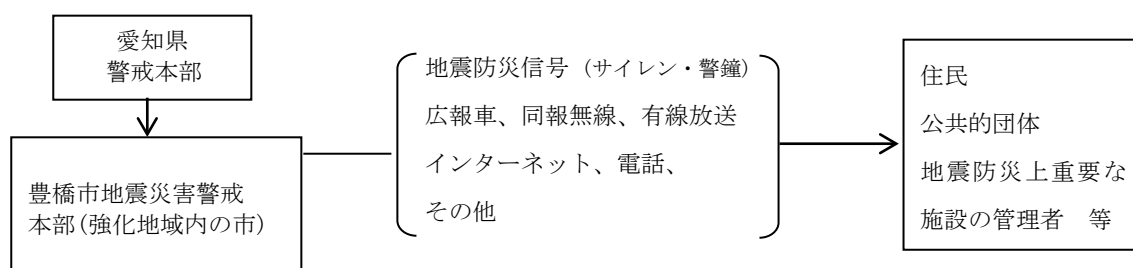 愛知県
警戒本部
豊橋市地震災害警戒
本部(強化地域内の市)
地震防災信号（サイレン・警鐘）
広報車、同報無線、有線放送
インターネット、電話、
その他
住民
公共的団体
地震防災上重要な
施設の管理者　等